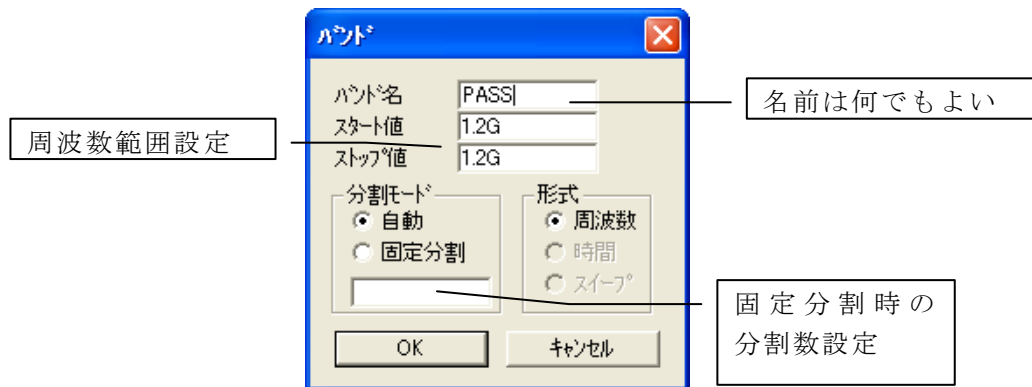 バンド
バンド名 PASS
名前は何でもよい
スタート値 1.2G
周波数範囲設定
ストップ値 1.2G
分割モード
自動
固定分割
形式
周波数
時間
スイープ
固定分割時の
分割数設定
OK
キャンセル